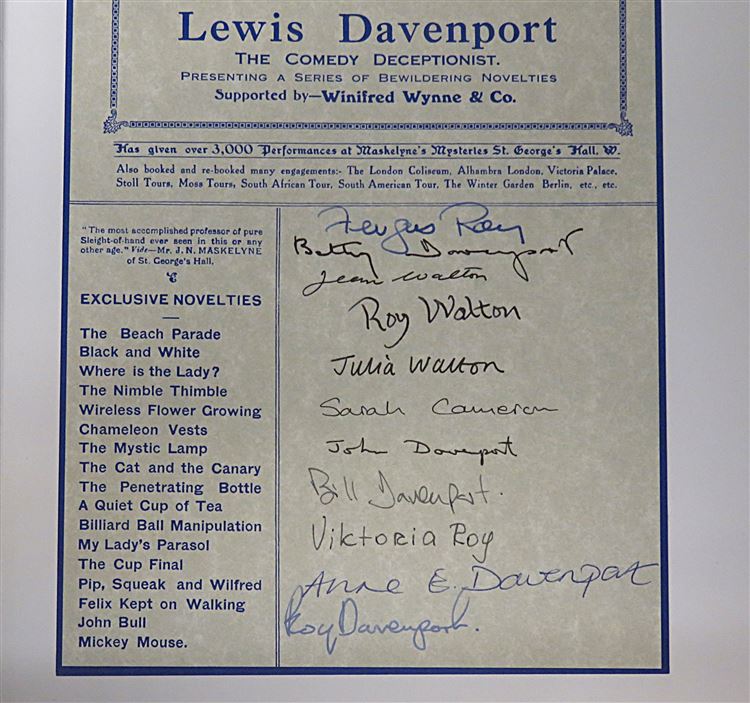 Lewis Davenport
THE COMEDY DECEPTIONIST.
PRESENTING A SERIES OF BEWILDERING NOVELTIES
Supported by—Winifred Wynne & Co.
Has given over 3,000 Performances at Maskelyne's Mysteries St. George's Hall, W.
Also booked and re-booked many engagements:- The London Coliseum, Alhambra London, Victoria Palace,
Stoll Tours, Moss Tours, South African Tour, South American Tour, The Winter Garden Berlin, etc., etc.
"The most accomplished professor of pure
Sleight-of-hand ever seen in this or any
other age." Vide—Mr. J. N. MASKELYNE
of St. George's Hall.
EXCLUSIVE NOVELTIES
The Beach Parade
Black and White
Where is the Lady?
The Nimble Thimble
Wireless Flower Growing
Chameleon Vests
The Mystic Lamp
The Cat and the Canary
The Penetrating Bottle
A Quiet Cup of Tea
Billiard Ball Manipulation
My Lady's Parasol
The Cup Final
Pip, Squeak and Wilfred
Felix Kept on Walking
John Bull
Mickey Mouse.
Fergus Roy
Betty Davenport
Jean Walton
Roy Walton
Julia Walton
Sarah Cameron
John Davenport
Bill Davenport.
Viktoria Roy
Anne E. Davenport
Roy Davenport.